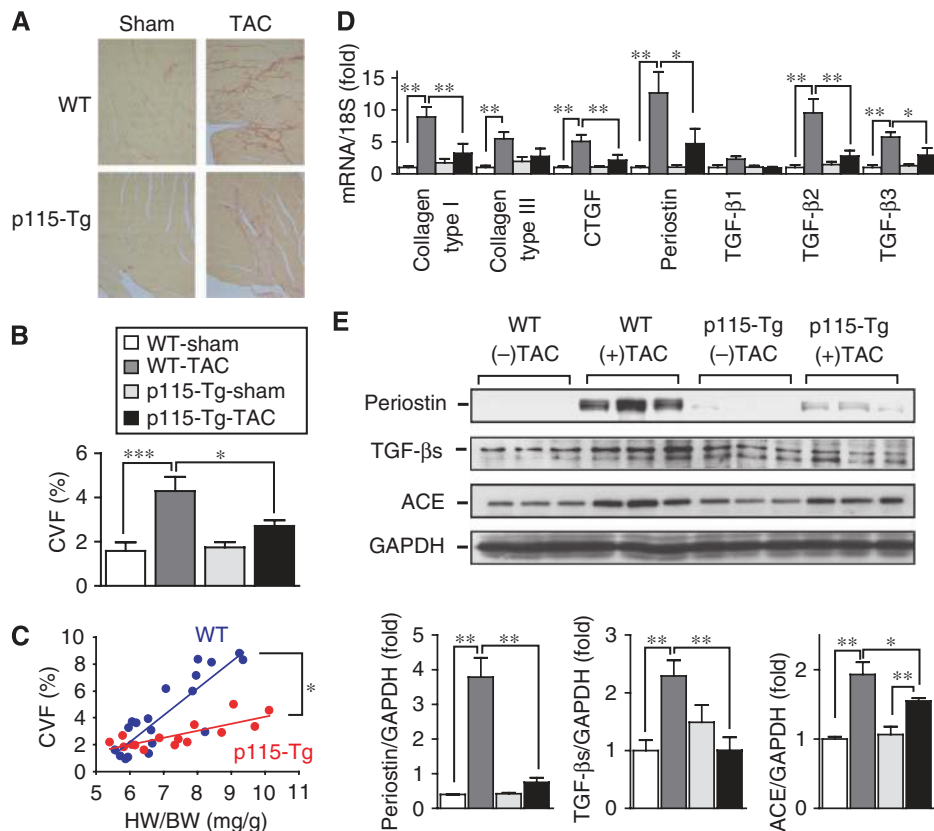 A
Sham TAC
WT
p115-Tg
B
WT-sham
WT-TAC
p115-Tg-sham
p115-Tg-TAC
CVF (%)
6
4
2
0
***
*
C
CVF (%)
10
8
6
4
2
0
WT
p115-Tg
*
5 6 7 8 9 10 11
HW/BW (mg/g)
D
mRNA/18S (fold)
15
10
5
0
** **
**
** **
** *
** **
** *
Collagen type I
Collagen type III
CTGF
Periostin
TGF-β1
TGF-β2
TGF-β3
E
WT (–)TAC
WT (+)TAC
p115-Tg (–)TAC
p115-Tg (+)TAC
Periostin
TGF-βs
ACE
GAPDH
Periostin/GAPDH (fold)
5
4
3
2
1
0
** **
TGF-βs/GAPDH (fold)
3
2
1
0
** **
ACE/GAPDH (fold)
2
1
0
** *
**